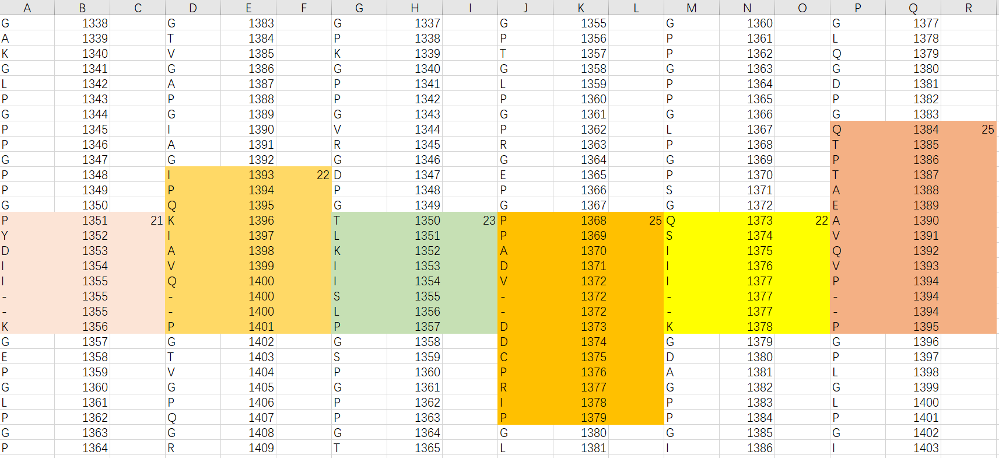 A B C D E F G H I J K L M N O P Q R
G 1338 G 1383 G 1337 G 1355 G 1360 G 1377
A 1339 T 1384 P 1338 P 1356 P 1361 L 1378
K 1340 V 1385 K 1339 T 1357 P 1362 Q 1379
G 1341 G 1386 G 1340 G 1358 G 1363 G 1380
L 1342 A 1387 P 1341 L 1359 P 1364 D 1381
P 1343 P 1388 P 1342 P 1360 P 1365 P 1382
G 1344 G 1389 G 1343 G 1361 G 1366 G 1383
P 1345 I 1390 V 1344 P 1362 L 1367 Q 1384 25
P 1346 A 1391 R 1345 R 1363 P 1368 T 1385
G 1347 G 1392 G 1346 G 1364 G 1369 P 1386
P 1348 I 1393 22 D 1347 E 1365 P 1370 T 1387
P 1349 P 1394 P 1348 P 1366 S 1371 A 1388
G 1350 Q 1395 G 1349 G 1367 G 1372 E 1389
P 1351 21 K 1396 T 1350 23 P 1368 25 Q 1373 22 A 1390
Y 1352 I 1397 L 1351 P 1369 S 1374 V 1391
D 1353 A 1398 K 1352 A 1370 I 1375 Q 1392
I 1354 V 1399 I 1353 D 1371 I 1376 V 1393
I 1355 Q 1400 I 1354 V 1372 I 1377 P 1394
- 1355 - 1400 S 1355 - 1372 - 1377 - 1394
- 1355 - 1400 L 1356 - 1372 - 1377 - 1394
K 1356 P 1401 P 1357 D 1373 K 1378 P 1395
G 1357 G 1402 G 1358 D 1374 G 1379 G 1396
E 1358 T 1403 S 1359 C 1375 D 1380 P 1397
P 1359 V 1404 P 1360 P 1376 A 1381 L 1398
G 1360 G 1405 G 1361 R 1377 G 1382 G 1399
L 1361 P 1406 P 1362 I 1378 P 1383 L 1400
P 1362 Q 1407 P 1363 P 1379 P 1384 P 1401
G 1363 G 1408 G 1364 G 1380 G 1385 G 1402
P 1364 R 1409 T 1365 L 1381 I 1386 I 1403